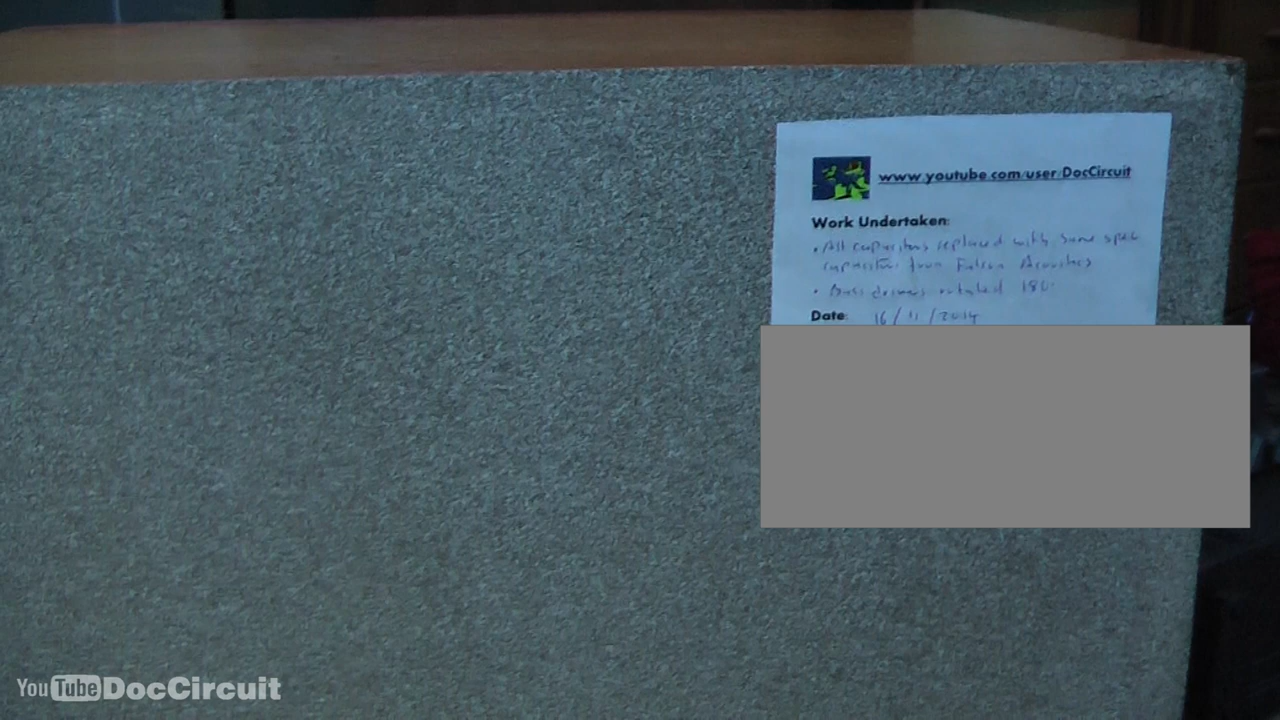 www.youtube.com/user/DocCircuit
Work Undertaken:
• All capacitors replaced with same spec
capacitors from Falcon Acoustics
• Bass drivers rotated 180°
Date: 16/11/2014
YouTube DocCircuit